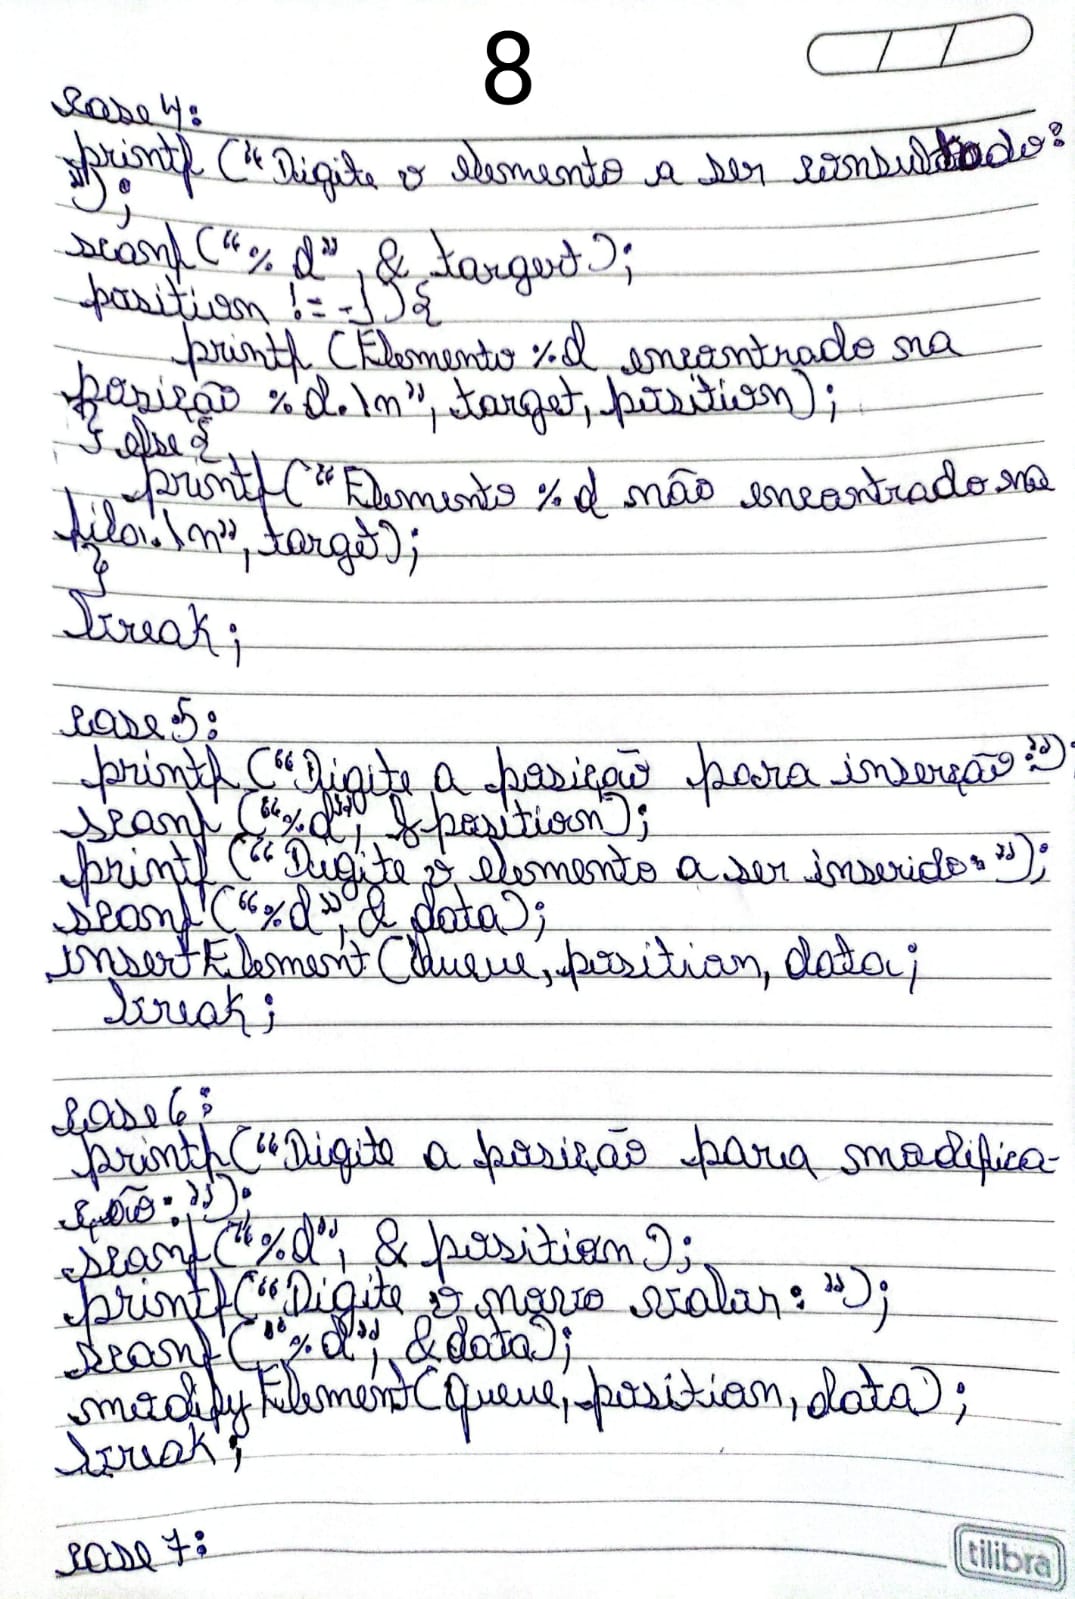 8
case 4:
printf ("Digite o elemento a ser consultado:
");
scanf ("%d", & target);
position != -1) {
printf (Elemento %d encontrado na
posição %d.\n", target, position);
} else {
printf ("Elemento %d não encontrado na
fila.\n", target);
}
break;
case 5:
printf ("Digite a posição para inserção:")
scanf ("%d", &position);
printf ("Digite o elemento a ser inserido: ");
scanf ("%d", & data);
insertElement (queue, position, data;
break;
case 6:
printf ("Digite a posição para modifica-
ção: ");
scanf ("%d", & position);
printf ("Digite o novo valor: ");
scanf ("%d", &data);
modifyElement (queue, position, data);
break;
case 7:
tilibra